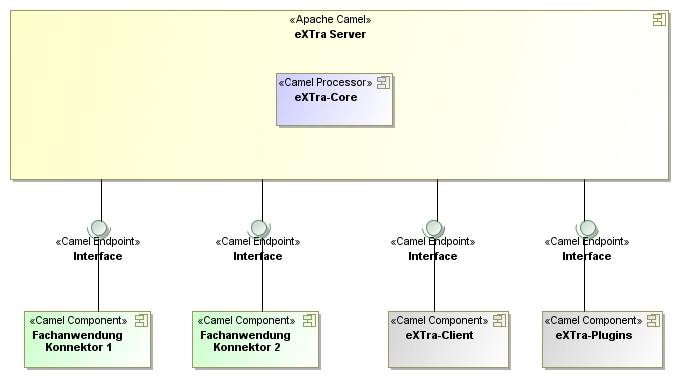 «Apache Camel»
eXTra Server
«Camel Processor»
eXTra-Core
«Camel Endpoint» «Camel Endpoint» «Camel Endpoint» «Camel Endpoint»
Interface Interface Interface Interface
«Camel Component»
Fachanwendung
Konnektor 1
«Camel Component»
Fachanwendung
Konnektor 2
«Camel Component»
eXTra-Client
«Camel Component»
eXTra-Plugins